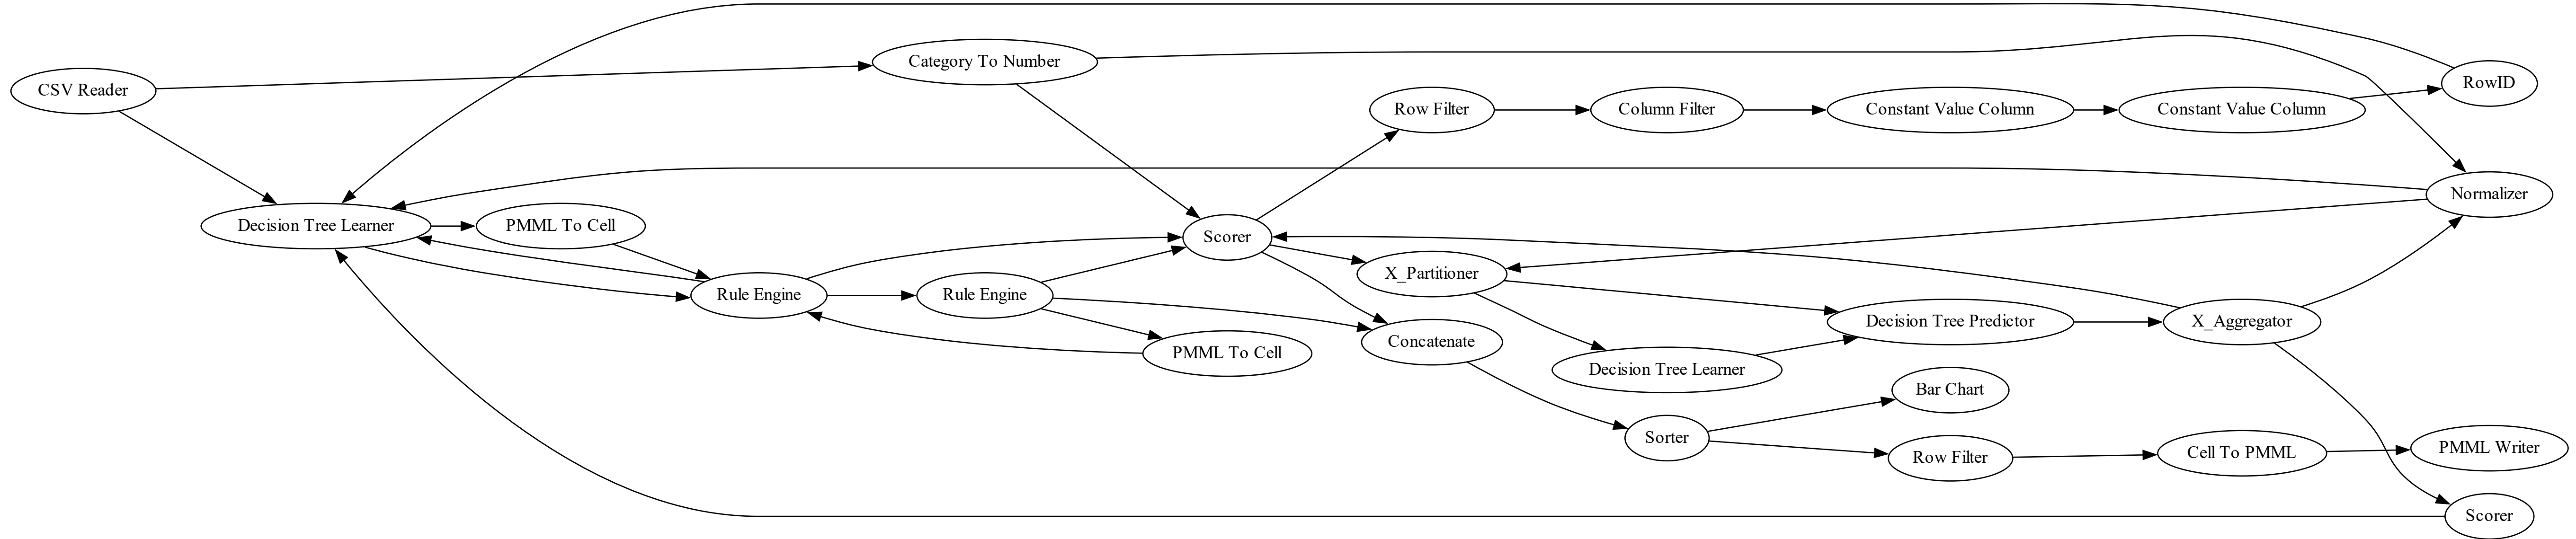 CSV Reader
Category To Number
RowID
Row Filter
Column Filter
Constant Value Column
Constant Value Column
Normalizer
Decision Tree Learner
PMML To Cell
Scorer
X_Partitioner
Rule Engine
Rule Engine
Decision Tree Predictor
X_Aggregator
Concatenate
PMML To Cell
Decision Tree Learner
Bar Chart
Sorter
Row Filter
Cell To PMML
PMML Writer
Scorer